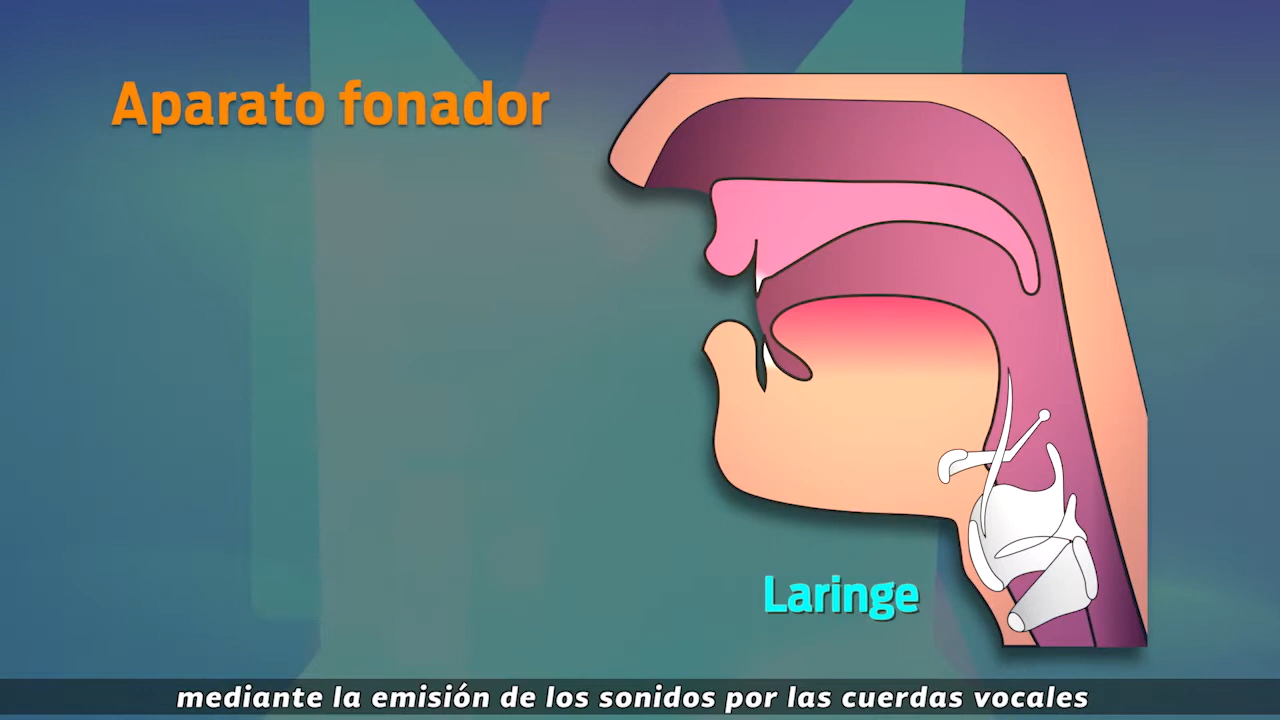 Aparato fonador
Laringe
mediante la emisión de los sonidos por las cuerdas vocales